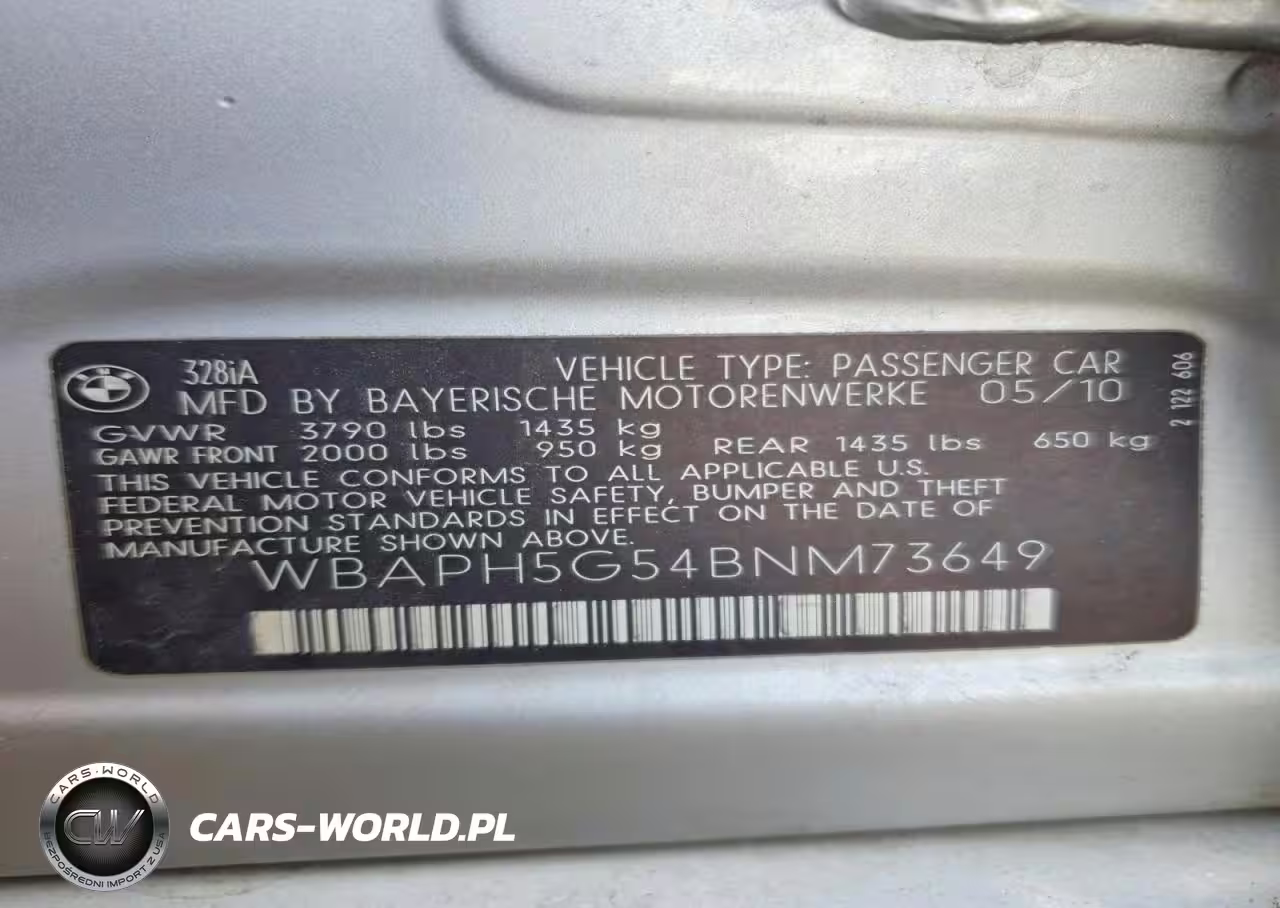 328iA
VEHICLE TYPE: PASSENGER CAR
MFD BY BAYERISCHE MOTORENWERKE 05/10
GVWR 3790 lbs 1435 kg
GAWR FRONT 2000 lbs 950 kg REAR 1435 lbs 650 kg
THIS VEHICLE CONFORMS TO ALL APPLICABLE U.S.
FEDERAL MOTOR VEHICLE SAFETY, BUMPER AND THEFT
PREVENTION STANDARDS IN EFFECT ON THE DATE OF
MANUFACTURE SHOWN ABOVE.
WBAPH5G54BNM73649
2 122 606
CARS-WORLD
CW
BEZPOŚREDNI IMPORT Z USA
CARS-WORLD.PL